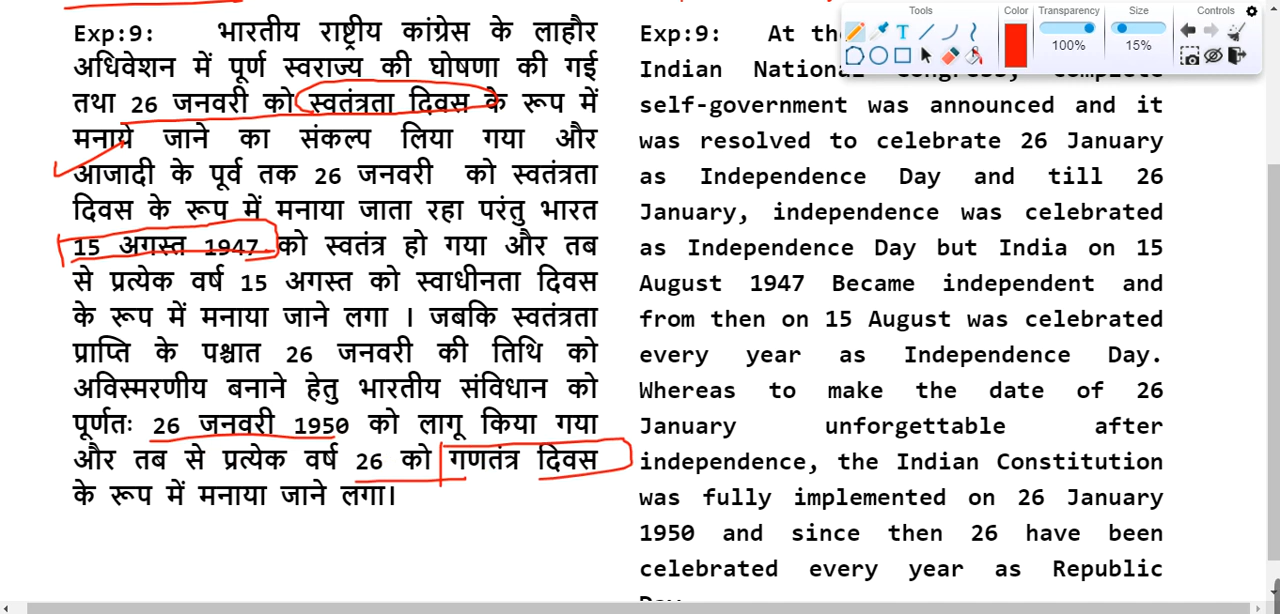 Exp:9: भारतीय राष्ट्रीय कांग्रेस के लाहौर
अधिवेशन में पूर्ण स्वराज्य की घोषणा की गई
तथा 26 जनवरी को स्वतंत्रता दिवस के रूप में
मनाये जाने का संकल्प लिया गया और
आजादी के पूर्व तक 26 जनवरी को स्वतंत्रता
दिवस के रूप में मनाया जाता रहा परंतु भारत
15 अगस्त 1947 को स्वतंत्र हो गया और तब
से प्रत्येक वर्ष 15 अगस्त को स्वाधीनता दिवस
के रूप में मनाया जाने लगा । जबकि स्वतंत्रता
प्राप्ति के पश्चात 26 जनवरी की तिथि को
अविस्मरणीय बनाने हेतु भारतीय संविधान को
पूर्णतः 26 जनवरी 1950 को लागू किया गया
और तब से प्रत्येक वर्ष 26 को गणतंत्र दिवस
के रूप में मनाया जाने लगा।
Exp:9: At the
Indian National
self-government was announced and it
was resolved to celebrate 26 January
as Independence Day and till 26
January, independence was celebrated
as Independence Day but India on 15
August 1947 Became independent and
from then on 15 August was celebrated
every year as Independence Day.
Whereas to make the date of 26
January unforgettable after
independence, the Indian Constitution
was fully implemented on 26 January
1950 and since then 26 have been
celebrated every year as Republic
Tools
Color
Transparency
Size
Controls
100%
15%